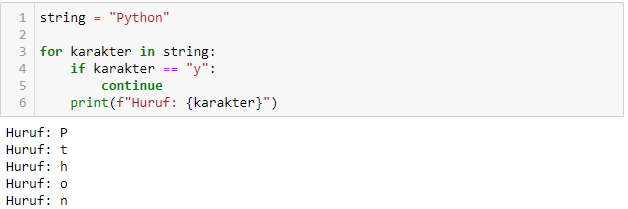 1 string = "Python"
2
3 for karakter in string:
4     if karakter == "y":
5         continue
6     print(f"Huruf: {karakter}")
Huruf: P
Huruf: t
Huruf: h
Huruf: o
Huruf: n